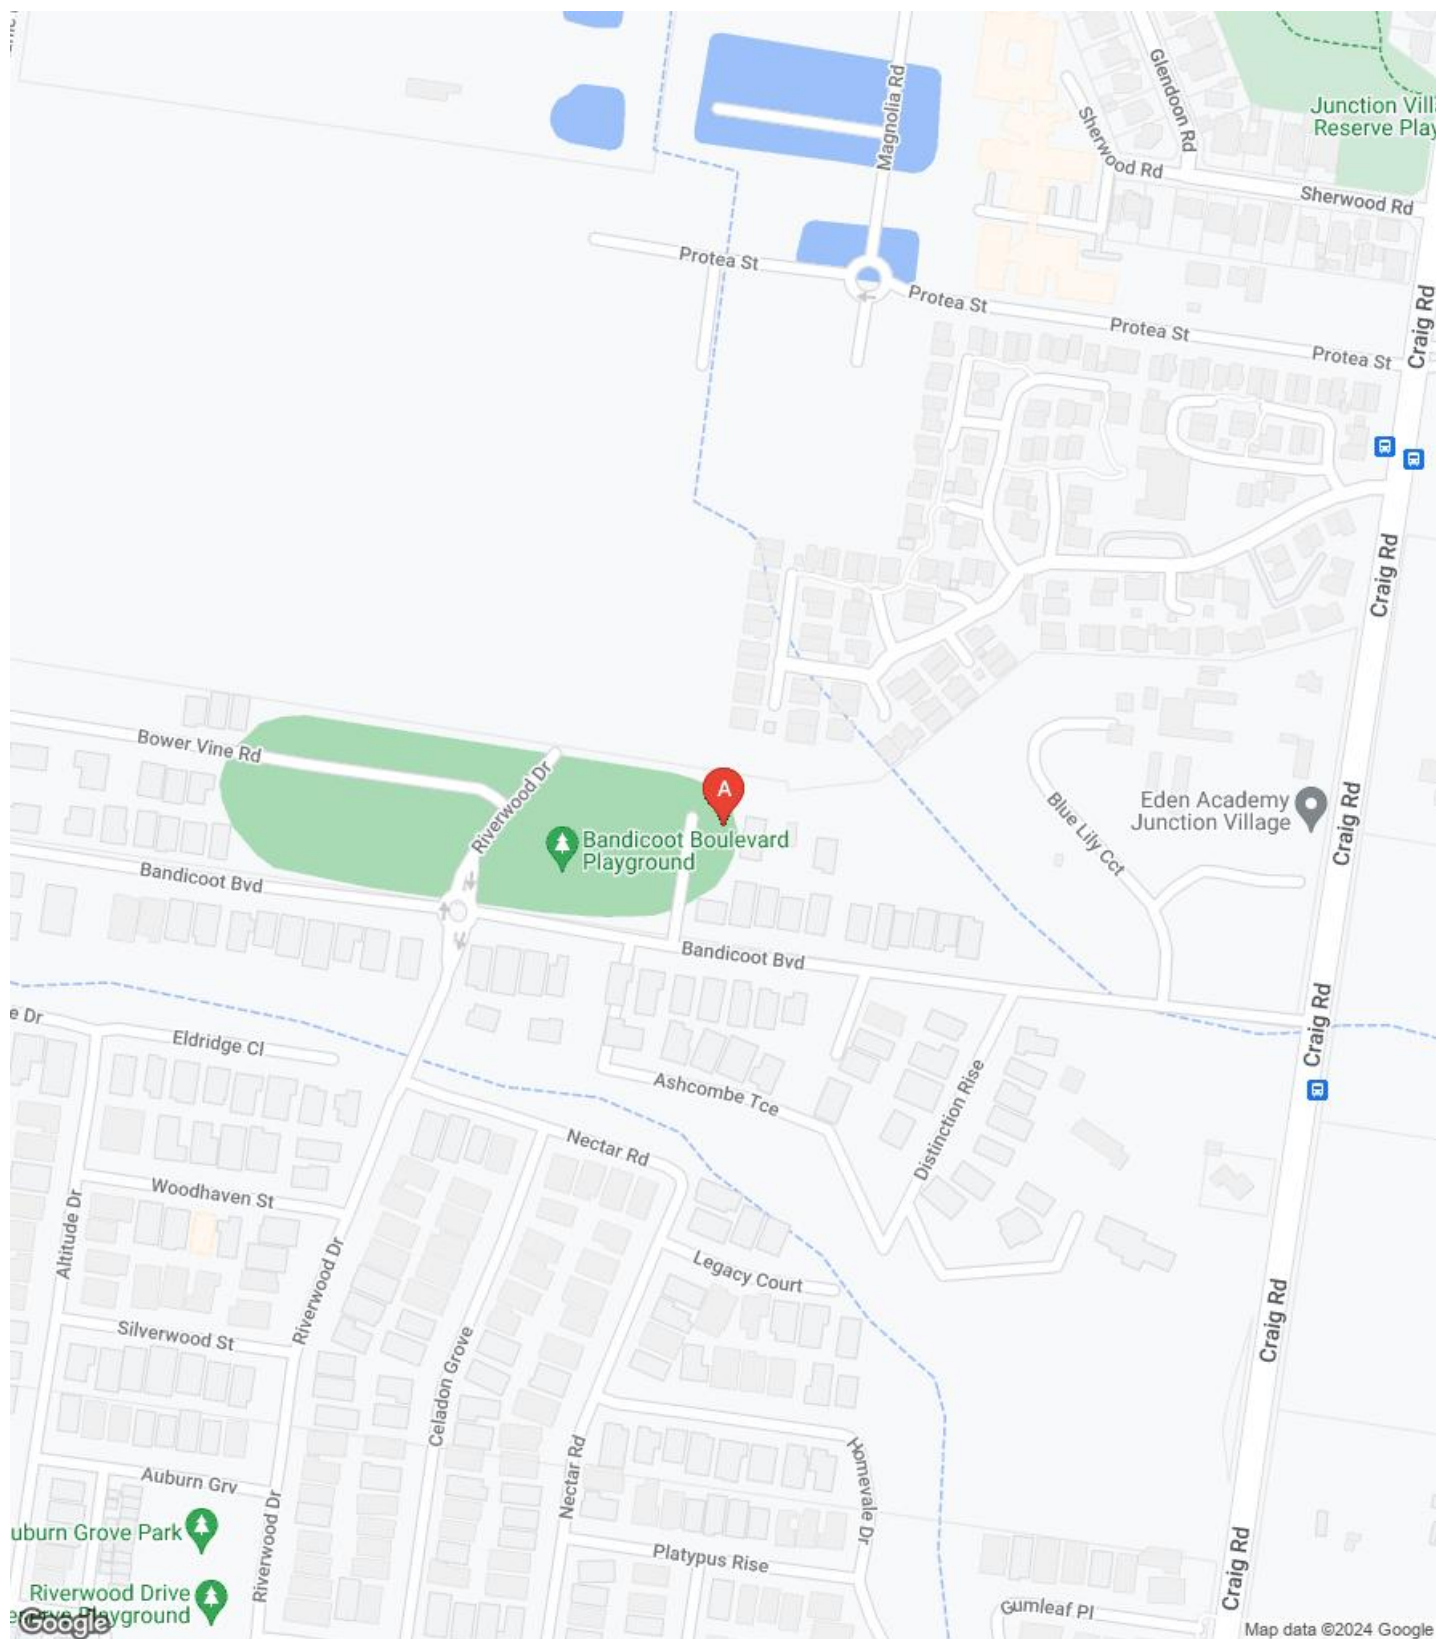 Magnolia Rd
Glendoon Rd
Junction Vill
Reserve Play
Sherwood Rd
Sherwood Rd
Protea St
Protea St
Protea St
Protea St
Craig Rd
Craig Rd
Bower Vine Rd
Riverwood Dr
A
Bandicoot Boulevard
Playground
Blue Lily Cct
Eden Academy
Junction Village
Craig Rd
Bandicoot Bvd
Bandicoot Bvd
Craig Rd
e Dr
Eldridge Cl
Ashcombe Tce
Distinction Rise
Nectar Rd
Woodhaven St
Altitude Dr
Riverwood Dr
Legacy Court
Silverwood St
Celadon Grove
Craig Rd
Nectar Rd
Homevale Dr
Auburn Grv
Riverwood Dr
uburn Grove Park
Platypus Rise
Craig Rd
Riverwood Drive
Playground
Gumleaf Pl
Google
Map data ©2024 Google